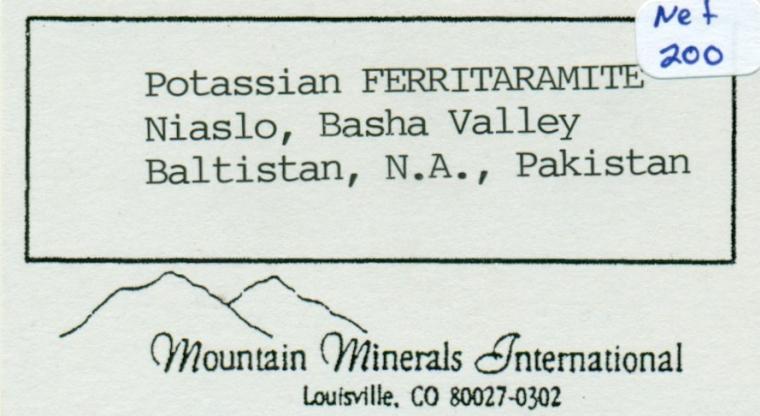 Net
200
Potassian FERRITARAMITE
Niaslo, Basha Valley
Baltistan, N.A., Pakistan
Mountain Minerals International
Louisville, CO 80027-0302